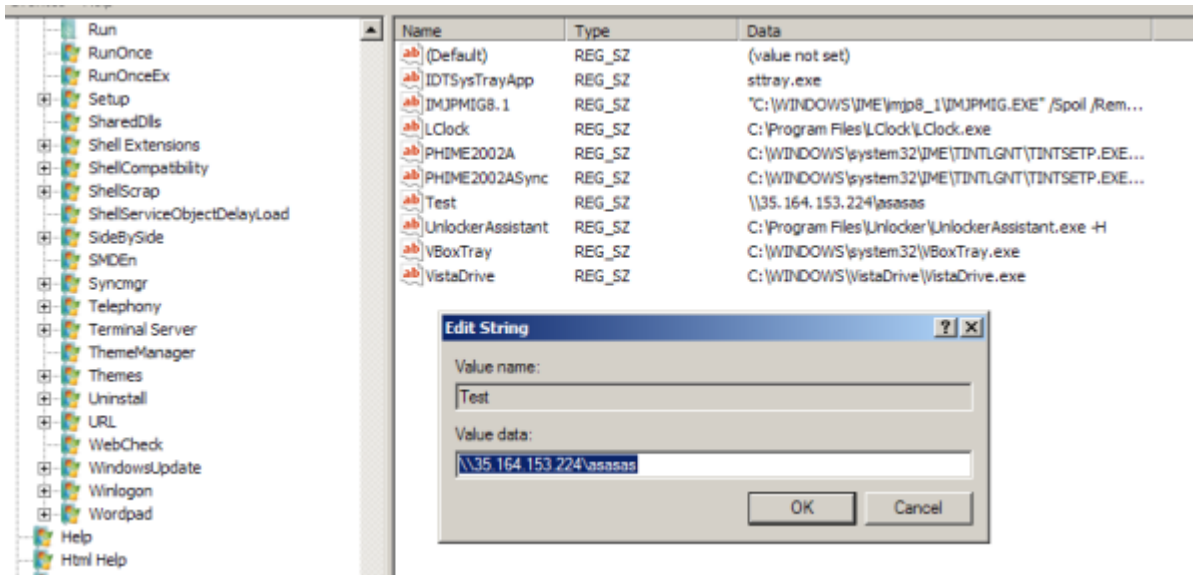 Run
RunOnce
RunOnceEx
Setup
SharedDlls
Shell Extensions
ShellCompatibility
ShellScrap
ShellServiceObjectDelayLoad
SideBySide
SMDEn
Syncmgr
Telephony
Terminal Server
ThemeManager
Themes
Uninstall
URL
WebCheck
WindowsUpdate
Winlogon
Wordpad
Help
Html Help
Name Type Data
(Default) REG_SZ (value not set)
IDTSysTrayApp REG_SZ sttray.exe
IMJPMIG8.1 REG_SZ "C:\WINDOWS\IME\imjp8_1\IMJPMIG.EXE" /Spoil /Rem...
LClock REG_SZ C:\Program Files\LClock\LClock.exe
PHIME2002A REG_SZ C:\WINDOWS\system32\IME\TINTLGNT\TINTSETP.EXE...
PHIME2002ASync REG_SZ C:\WINDOWS\system32\IME\TINTLGNT\TINTSETP.EXE...
Test REG_SZ \\35.164.153.224\asasas
UnlockerAssistant REG_SZ C:\Program Files\Unlocker\UnlockerAssistant.exe -H
VBoxTray REG_SZ C:\WINDOWS\system32\VBoxTray.exe
VistaDrive REG_SZ C:\WINDOWS\VistaDrive\VistaDrive.exe
Edit String
Value name:
Test
Value data:
\\35.164.153.224\asasas
OK Cancel